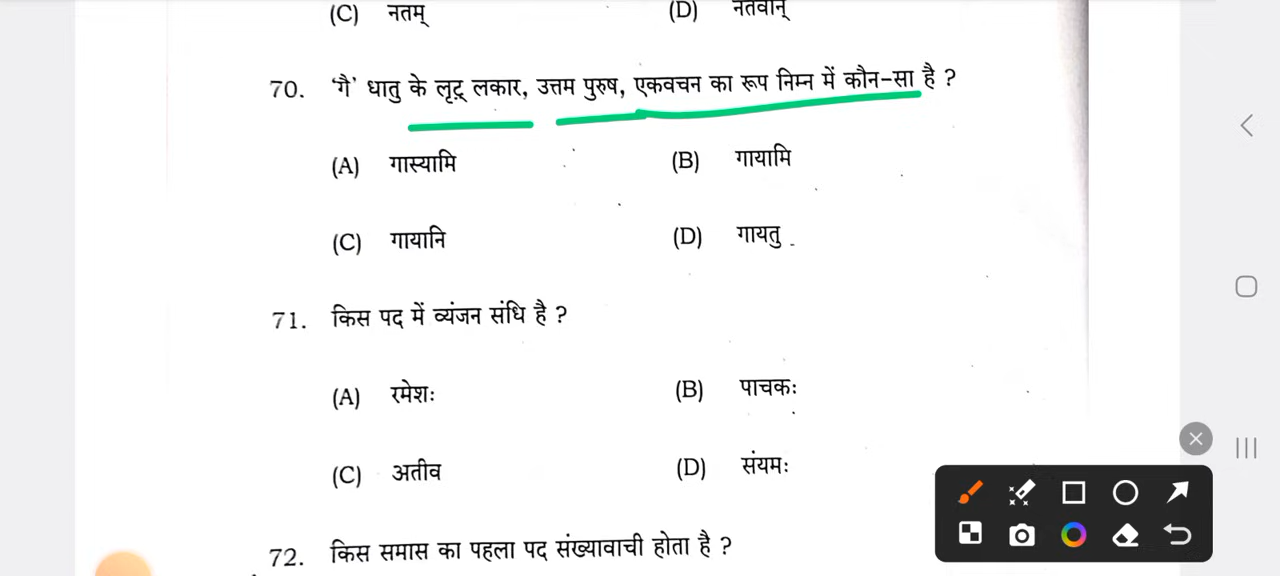 (C) नतम् (D) नतवान्
70. 'गै' धातु के लृट् लकार, उत्तम पुरुष, एकवचन का रूप निम्न में कौन-सा है ?
(A) गास्यामि (B) गायामि
(C) गायानि (D) गायतु
71. किस पद में व्यंजन संधि है ?
(A) रमेशः (B) पाचकः
(C) अतीव (D) संयमः
72. किस समास का पहला पद संख्यावाची होता है ?